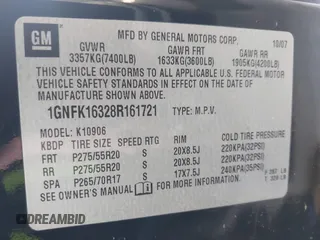 GM
MFD BY GENERAL MOTORS CORP. 10/07
GVWR GAWR FRT GAWR RR
3357KG(7400LB) 1633KG(3600LB) 1905KG(4200LB)
THIS VEHICLE CONFORMS TO ALL APPLICABLE U.S. FEDERAL MOTOR
VEHICLE SAFETY STANDARDS IN EFFECT ON THE DATE OF
MANUFACTURE SHOWN ABOVE.
1GNFK16328R161721 TYPE: M.P.V.
MODEL: K10906
KBDP TIRE SIZE SPEED RTG RIM COLD TIRE PRESSURE
FRT P275/55R20 S 20X8.5J 220KPA(32PSI)
RR P275/55R20 S 20X8.5J 220KPA(32PSI)
SPA P265/70R17 17X7.5J 240KPA(35PSI)
SEE OWNER'S MANUAL FOR ADDITIONAL INFORMATION.
DREAMBID